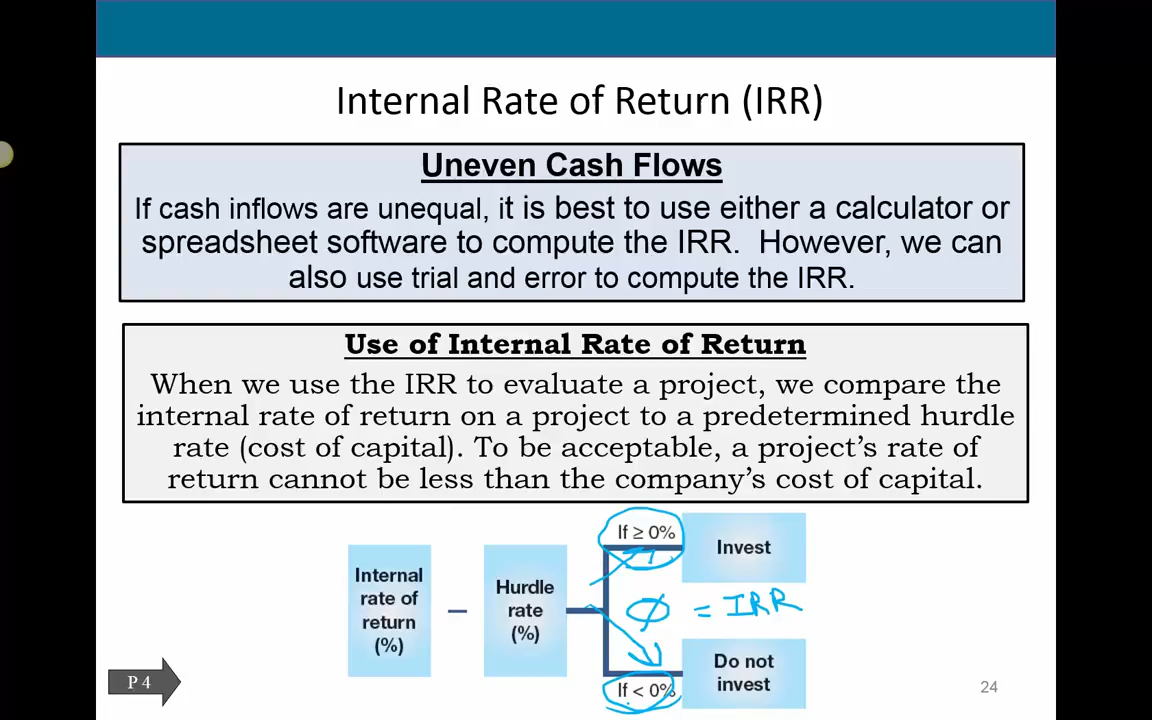 Internal Rate of Return (IRR)
Uneven Cash Flows
If cash inflows are unequal, it is best to use either a calculator or
spreadsheet software to compute the IRR. However, we can
also use trial and error to compute the IRR.
Use of Internal Rate of Return
When we use the IRR to evaluate a project, we compare the
internal rate of return on a project to a predetermined hurdle
rate (cost of capital). To be acceptable, a project's rate of
return cannot be less than the company's cost of capital.
Internal
rate of
return
(%)
–
Hurdle
rate
(%)
If ≥ 0%
Invest
∅ = IRR
If < 0%
Do not
invest
P 4
24